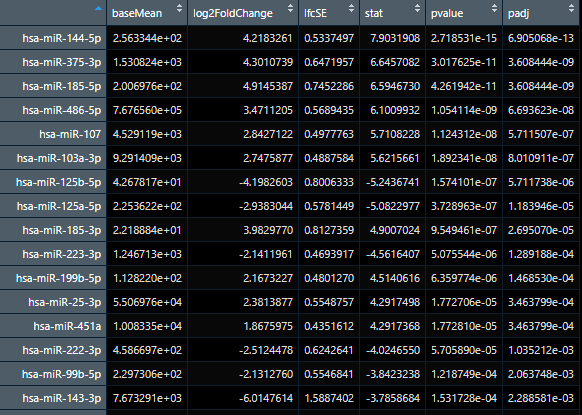 baseMean log2FoldChange lfcSE stat pvalue padj
hsa-miR-144-5p 2.563344e+02 4.2183261 0.5337497 7.9031908 2.718531e-15 6.905068e-13
hsa-miR-375-3p 1.530824e+03 4.3010739 0.6471957 6.6457082 3.017625e-11 3.608444e-09
hsa-miR-185-5p 2.006976e+02 4.9145387 0.7452286 6.5946730 4.261942e-11 3.608444e-09
hsa-miR-486-5p 7.676560e+05 3.4711205 0.5689435 6.1009932 1.054114e-09 6.693623e-08
hsa-miR-107 4.529119e+03 2.8427122 0.4977763 5.7108228 1.124312e-08 5.711507e-07
hsa-miR-103a-3p 9.291409e+03 2.7475877 0.4887584 5.6215661 1.892341e-08 8.010911e-07
hsa-miR-125b-5p 4.267817e+01 -4.1982603 0.8006333 -5.2436741 1.574101e-07 5.711738e-06
hsa-miR-125a-5p 2.253622e+02 -2.9383044 0.5781449 -5.0822977 3.728963e-07 1.183946e-05
hsa-miR-185-3p 2.218884e+01 3.9829770 0.8127359 4.9007024 9.549461e-07 2.695070e-05
hsa-miR-223-3p 1.246713e+03 -2.1411961 0.4693917 -4.5616407 5.075544e-06 1.289188e-04
hsa-miR-199b-5p 1.128220e+02 2.1673227 0.4801270 4.5140616 6.359774e-06 1.468530e-04
hsa-miR-25-3p 5.506976e+04 2.3813877 0.5548757 4.2917498 1.772706e-05 3.463799e-04
hsa-miR-451a 1.008335e+04 1.8675975 0.4351612 4.2917368 1.772810e-05 3.463799e-04
hsa-miR-222-3p 4.586697e+02 -2.5124478 0.6242641 -4.0246550 5.705890e-05 1.035212e-03
hsa-miR-99b-5p 2.297306e+02 -2.1312760 0.5546841 -3.8423238 1.218749e-04 2.063748e-03
hsa-miR-143-3p 7.673291e+03 -6.0147614 1.5887402 -3.7858684 1.531728e-04 2.288581e-03